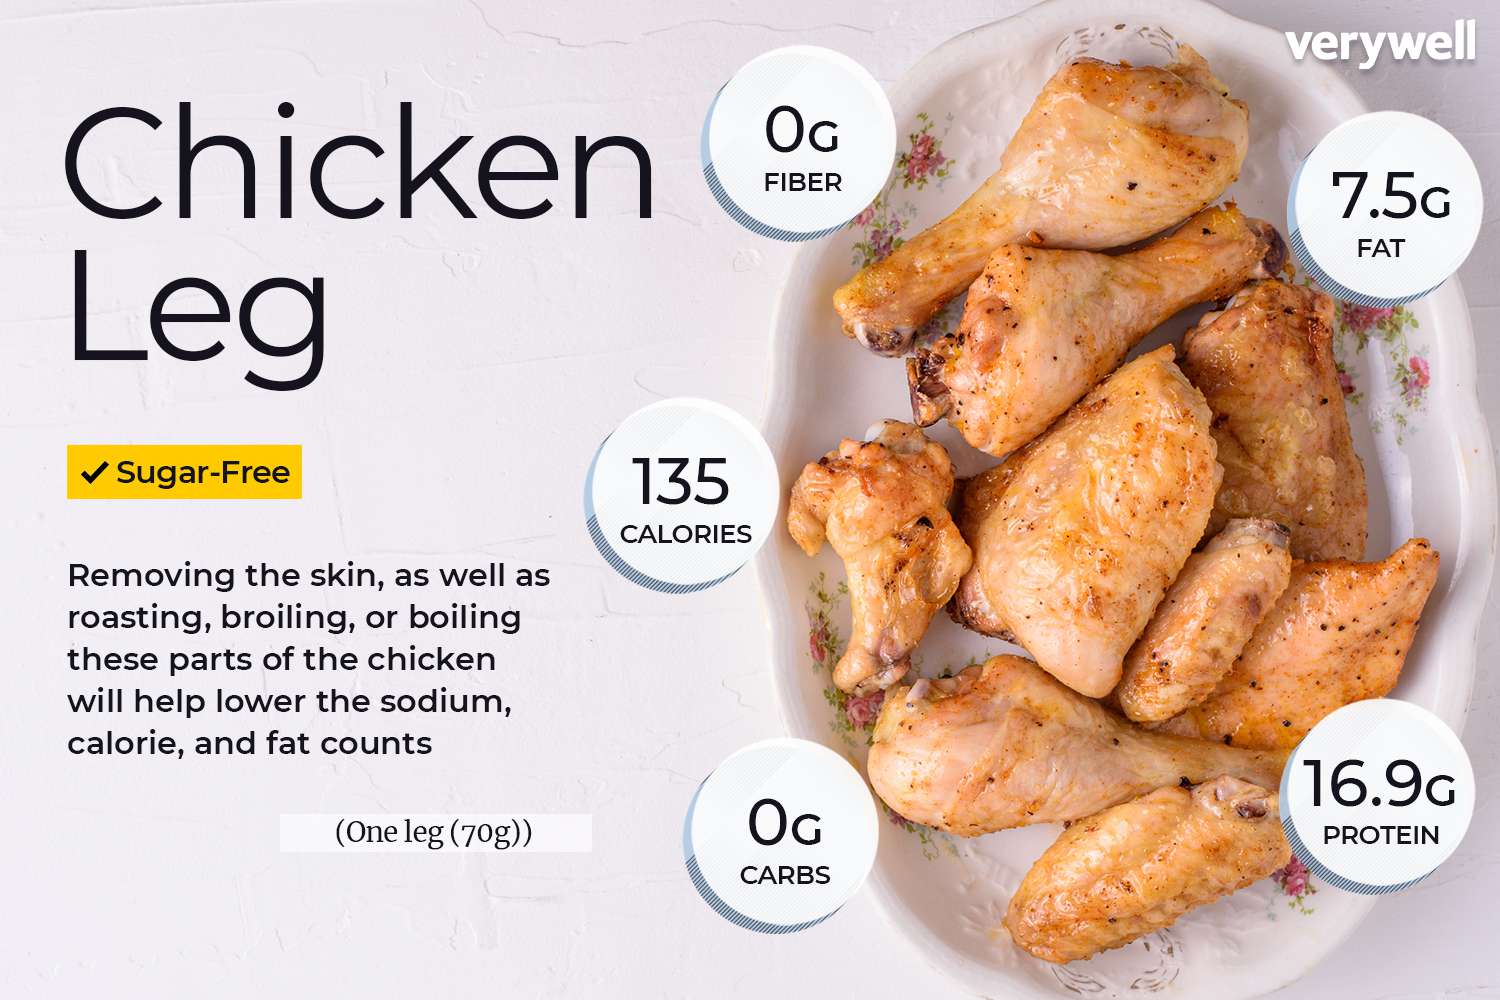 verywell
Chicken
Leg
Sugar-Free
Removing the skin, as well as
roasting, broiling, or boiling
these parts of the chicken
will help lower the sodium,
calorie, and fat counts
(One leg (70g))
0G
FIBER
7.5G
FAT
135
CALORIES
0G
CARBS
16.9G
PROTEIN